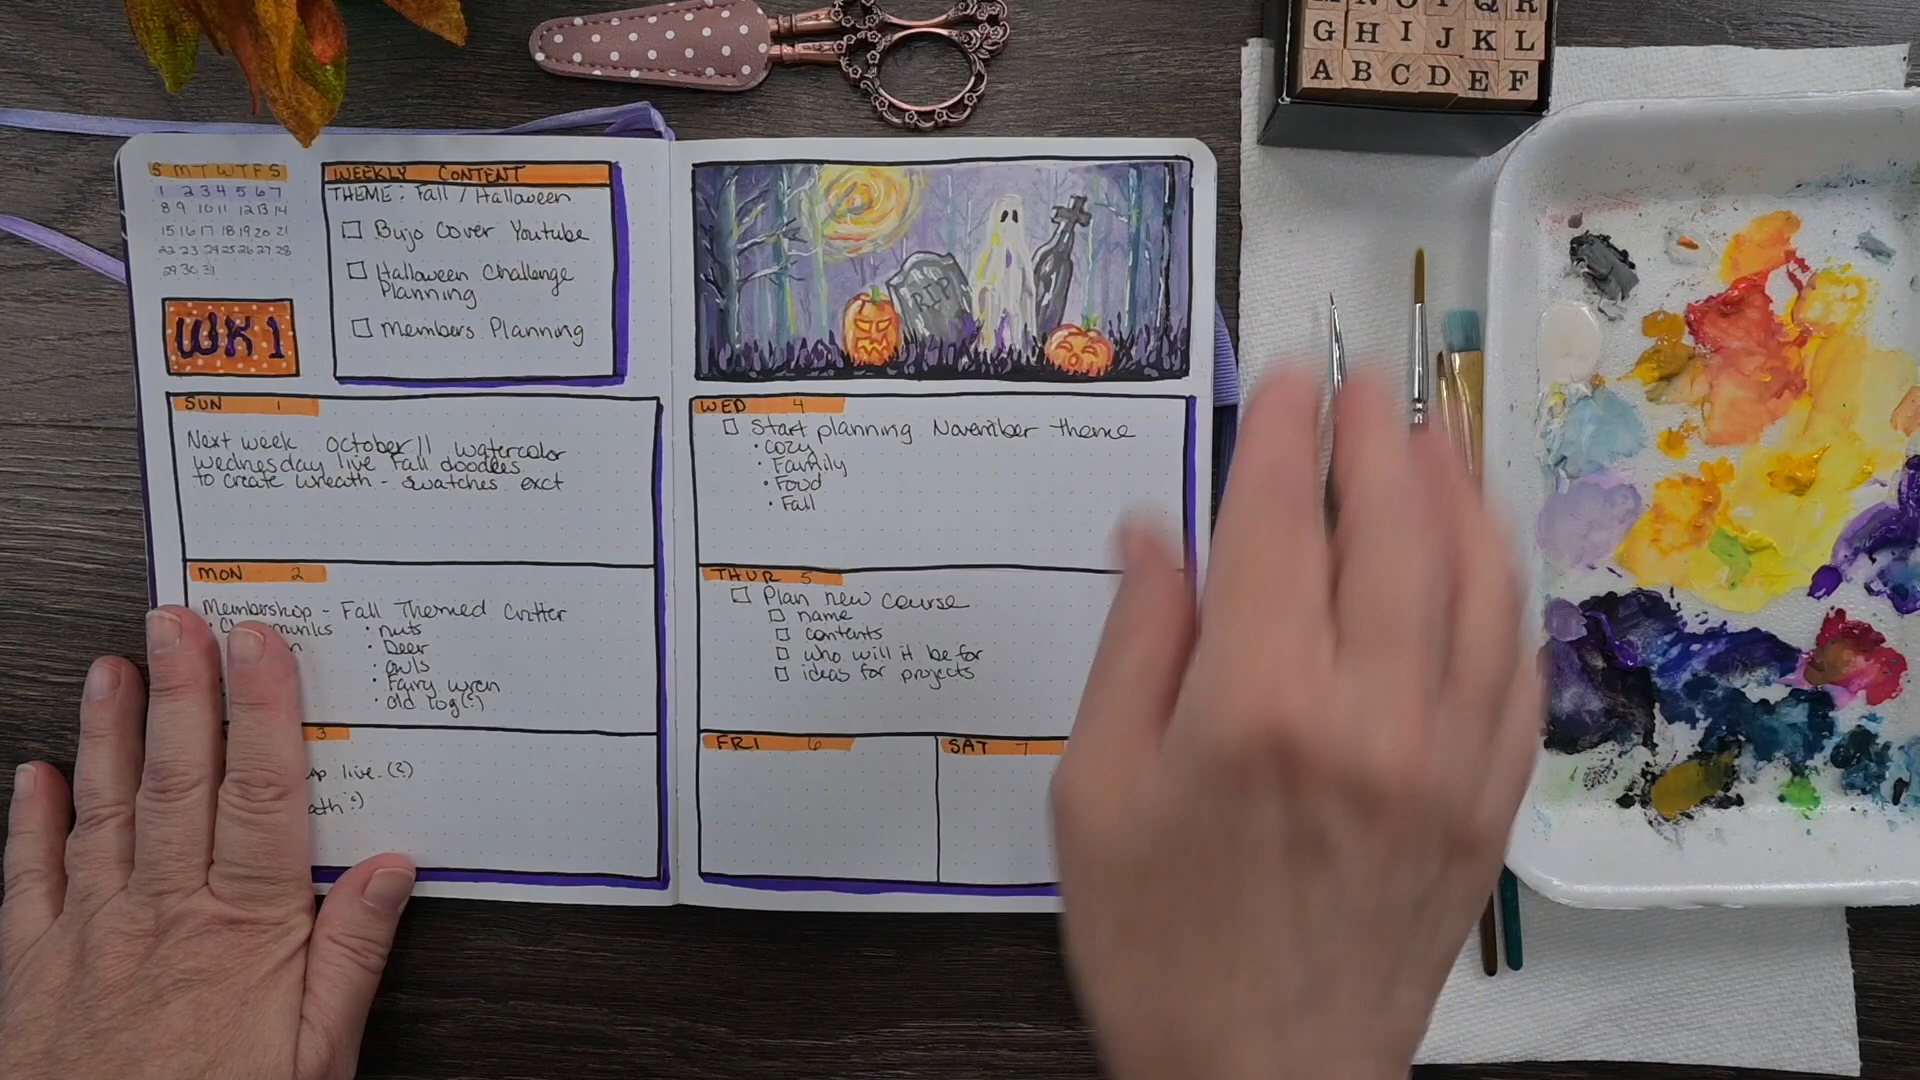 S M T W T F S
1 2 3 4 5 6 7
8 9 10 11 12 13 14
15 16 17 18 19 20 21
22 23 24 25 26 27 28
29 30 31
WK 1
WEEKLY CONTENT
THEME: Fall / Halloween
Bujo Cover Youtube
Halloween Challenge
Planning
Members Planning
SUN 1
Next week October 11 watercolor
Wednesday live Fall doodles
to create wreath - swatches exct
MON 2
Membership - Fall Themed Critter
munks
• nuts
• Deer
• owls
• Fairy wren
• old log (?)
3
live. (?)
RIP
WED 4
Start planning November theme
• Cozy
• Family
• Food
• Fall
THUR 5
Plan new course
name
contents
who will it be for
ideas for projects
FRI 6
SAT 7
G H I J K L
A B C D E F